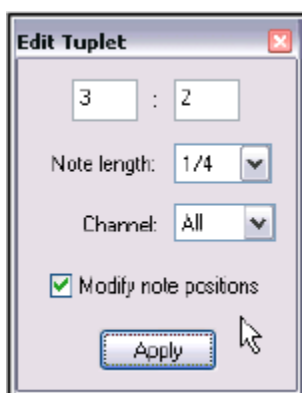 Edit Tuplet
3 : 2
Note length: 1/4
Channel: All
Modify note positions
Apply